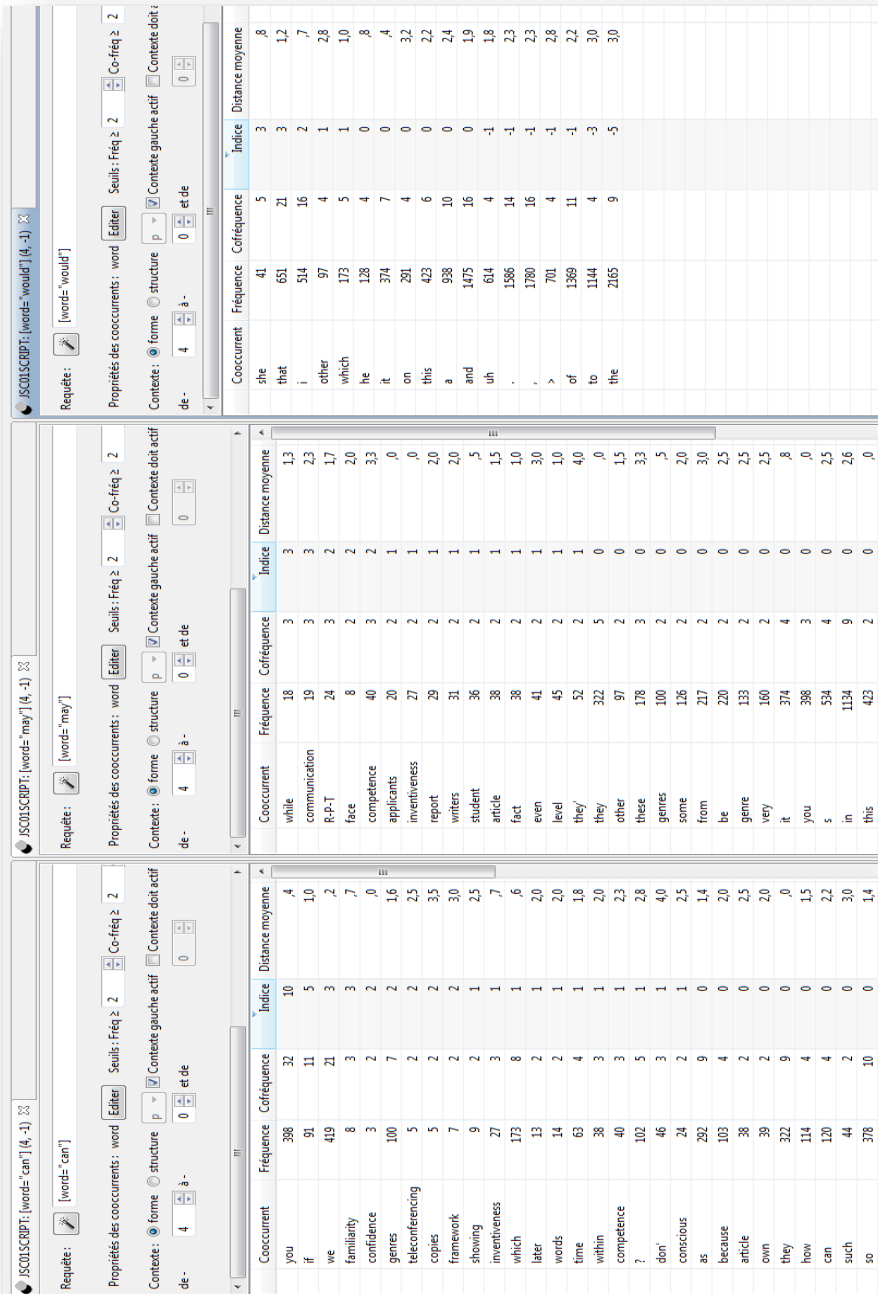 JSC01SCRIPT: [word="can"] (4, -1)
Requête : [word="can"]
Propriétés des cooccurrents : word Editer Seuils : Fréq ≥ 2 Co-fréq ≥ 2
Contexte : forme structure p Contexte gauche actif Contexte doit actif
de - 4 à - 0 et de 0
Cooccurrent Fréquence Cofréquence Indice Distance moyenne
you 398 32 10 ,4
if 91 11 5 1,0
we 419 21 3 ,2
familiarity 8 3 3 ,7
confidence 3 2 2 ,0
genres 100 7 2 1,6
teleconferencing 5 2 2 2,5
copies 5 2 2 3,5
framework 7 2 2 3,0
showing 9 2 1 2,5
inventiveness 27 3 1 ,7
which 173 8 1 ,6
later 13 2 1 2,0
words 14 2 1 2,0
time 63 4 1 1,8
within 38 3 1 2,0
competence 40 3 1 2,3
? 102 5 1 2,8
don' 46 3 1 4,0
conscious 24 2 1 2,5
as 292 9 0 1,4
because 103 4 0 2,0
article 38 2 0 2,5
own 39 2 0 2,0
they 322 9 0 ,0
how 114 4 0 1,5
can 120 4 0 2,2
such 44 2 0 3,0
so 378 10 0 1,4
JSC01SCRIPT: [word="may"] (4, -1)
Requête : [word="may"]
Propriétés des cooccurrents : word Editer Seuils : Fréq ≥ 2 Co-fréq ≥ 2
Contexte : forme structure p Contexte gauche actif Contexte doit actif
de - 4 à - 0 et de 0
Cooccurrent Fréquence Cofréquence Indice Distance moyenne
while 18 3 3 1,3
communication 19 3 3 2,3
R-P-T 24 3 2 1,7
face 8 2 2 2,0
competence 40 3 2 3,3
applicants 20 2 1 ,0
inventiveness 27 2 1 ,0
report 29 2 1 2,0
writers 31 2 1 2,0
student 36 2 1 ,5
article 38 2 1 1,5
fact 38 2 1 1,0
even 41 2 1 3,0
level 45 2 1 1,0
they' 52 2 1 4,0
they 322 5 0 ,0
other 97 2 0 1,5
these 178 3 0 3,3
genres 100 2 0 ,5
some 126 2 0 2,0
from 217 2 0 3,0
be 220 2 0 2,5
genre 133 2 0 2,5
very 160 2 0 2,5
it 374 4 0 ,8
you 398 3 0 ,0
s 534 4 0 2,5
in 1134 9 0 2,6
this 423 2 0 ,0
JSC01SCRIPT: [word="would"] (4, -1)
Requête : [word="would"]
Propriétés des cooccurrents : word Editer Seuils : Fréq ≥ 2 Co-fréq ≥ 2
Contexte : forme structure p Contexte gauche actif Contexte doit a
de - 4 à - 0 et de 0
Cooccurrent Fréquence Cofréquence Indice Distance moyenne
she 41 5 3 ,8
that 651 21 3 1,2
i 514 16 2 ,7
other 97 4 1 2,8
which 173 5 1 1,0
he 128 4 0 ,8
it 374 7 0 ,4
on 291 4 0 3,2
this 423 6 0 2,2
a 938 10 0 2,4
and 1475 16 0 1,9
uh 614 4 -1 1,8
. 1586 14 -1 2,3
, 1780 16 -1 2,3
> 701 4 -1 2,8
of 1369 11 -1 2,2
to 1144 4 -3 3,0
the 2165 9 -5 3,0